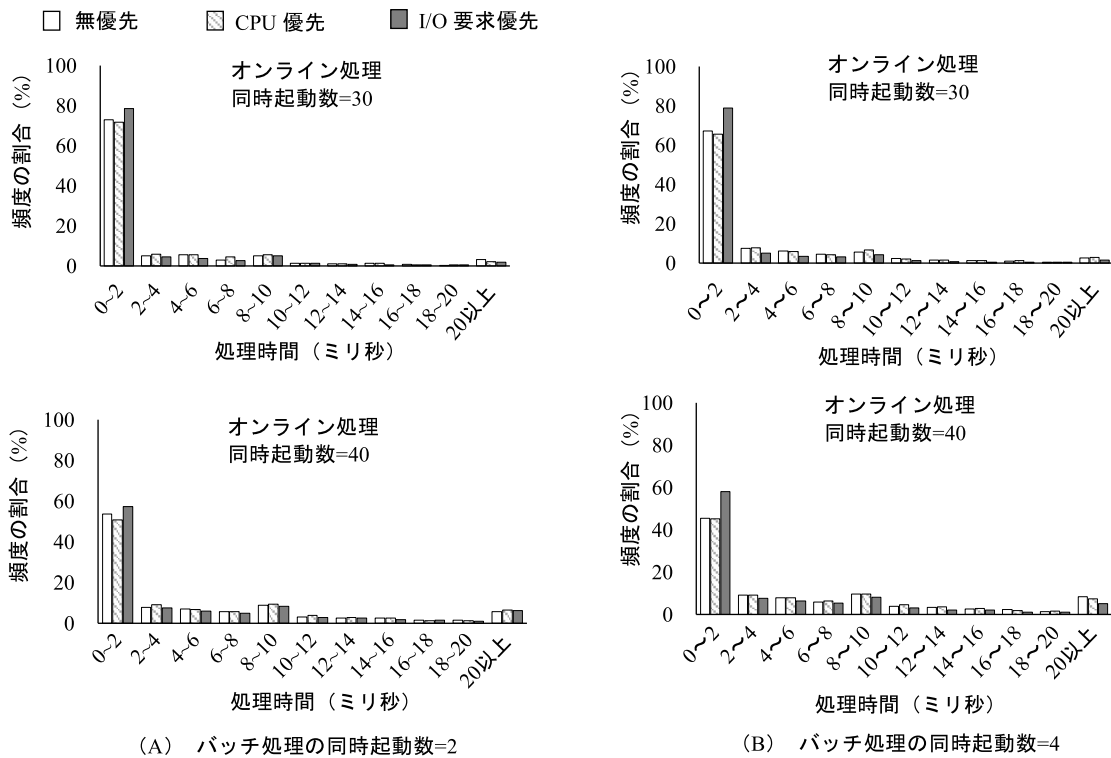 無優先 CPU 優先 I/O 要求優先
オンライン処理
同時起動数=30
頻度の割合（%）
100
80
60
40
20
0
0~2 2~4 4~6 6~8 8~10 10~12 12~14 14~16 16~18 18~20 20以上
処理時間（ミリ秒）
オンライン処理
同時起動数=30
頻度の割合（%）
100
80
60
40
20
0
0～2 2～4 4～6 6～8 8～10 10～12 12～14 14～16 16～18 18～20 20以上
処理時間（ミリ秒）
オンライン処理
同時起動数=40
頻度の割合（%）
100
80
60
40
20
0
0~2 2~4 4~6 6~8 8~10 10~12 12~14 14~16 16~18 18~20 20以上
処理時間（ミリ秒）
（A） バッチ処理の同時起動数=2
オンライン処理
同時起動数=40
頻度の割合（%）
100
80
60
40
20
0
0～2 2～4 4～6 6～8 8～10 10～12 12～14 14～16 16～18 18～20 20以上
処理時間（ミリ秒）
（B） バッチ処理の同時起動数=4